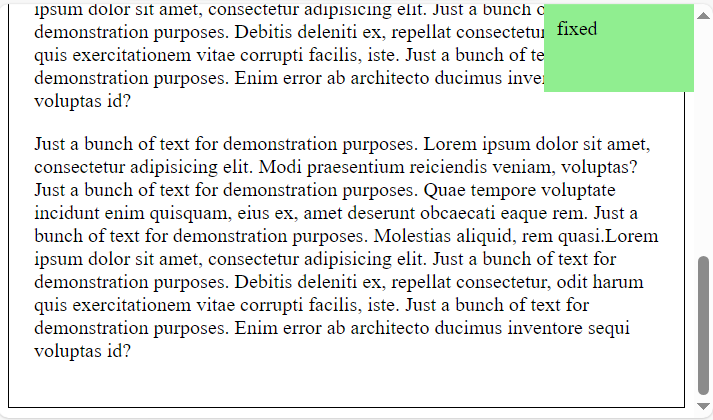 ipsum dolor sit amet, consectetur adipisicing elit. Just a bunch
fixed
demonstration purposes. Debitis deleniti ex, repellat consectetur
quis exercitationem vitae corrupti facilis, iste. Just a bunch of
demonstration purposes. Enim error ab architecto ducimus
voluptas id?
Just a bunch of text for demonstration purposes. Lorem ipsum dolor sit amet,
consectetur adipisicing elit. Modi praesentium reiciendis veniam, voluptas?
Just a bunch of text for demonstration purposes. Quae tempore voluptate
incidunt enim quisquam, eius ex, amet deserunt obcaecati eaque rem. Just a
bunch of text for demonstration purposes. Molestias aliquid, rem quasi.Lorem
ipsum dolor sit amet, consectetur adipisicing elit. Just a bunch of text for
demonstration purposes. Debitis deleniti ex, repellat consectetur, odit harum
quis exercitationem vitae corrupti facilis, iste. Just a bunch of text for
demonstration purposes. Enim error ab architecto ducimus inventore sequi
voluptas id?